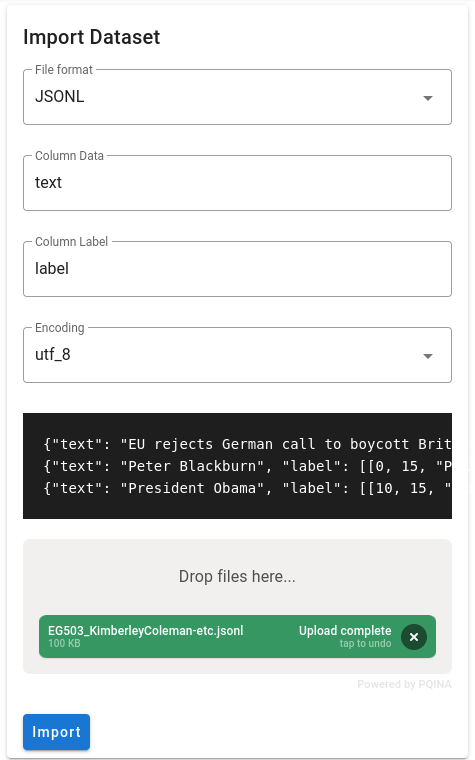 Import Dataset
File format
JSONL
Column Data
text
Column Label
label
Encoding
utf_8
{"text": "EU rejects German call to boycott Brit
{"text": "Peter Blackburn", "label": [[0, 15, "P
{"text": "President Obama", "label": [[10, 15, "
Drop files here...
EG503_KimberleyColeman-etc.jsonl
Upload complete
100 KB
tap to undo
Powered by PQINA
Import